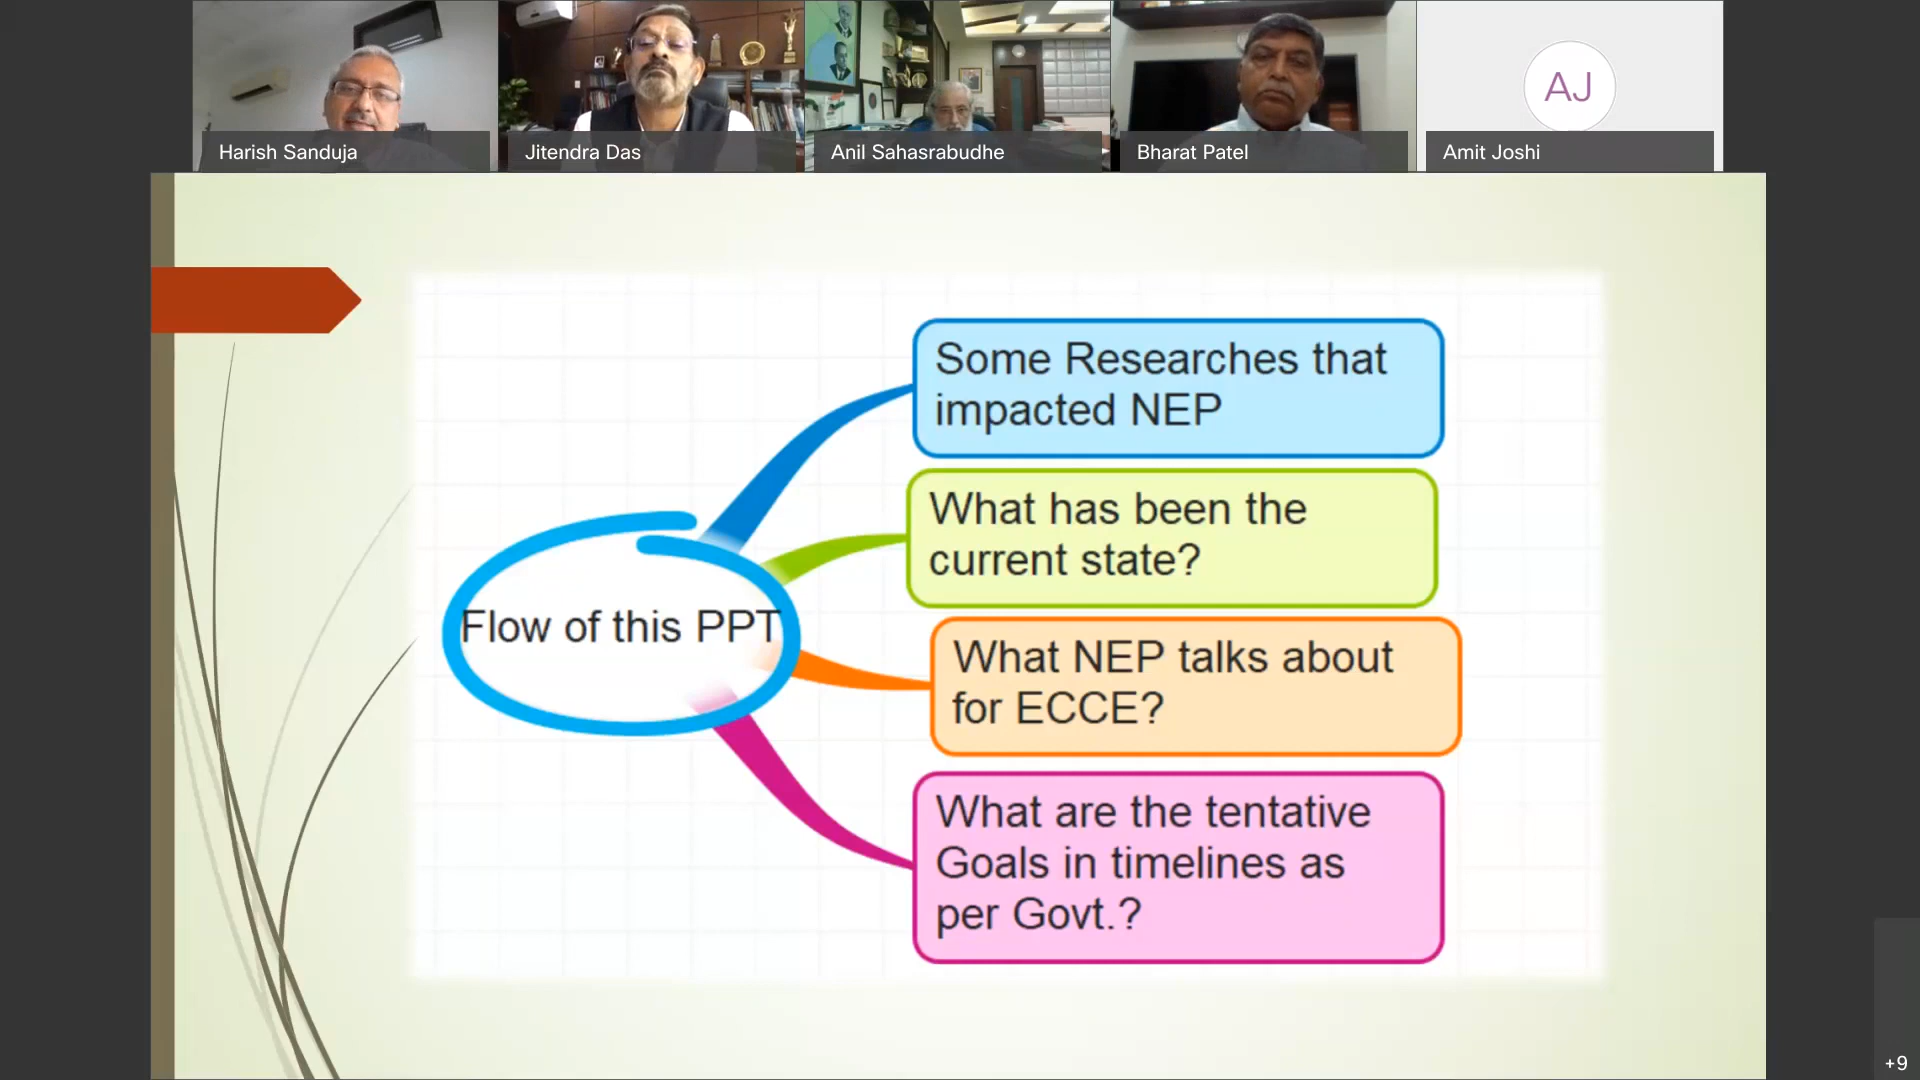 Harish Sanduja
Jitendra Das
Anil Sahasrabudhe
Bharat Patel
AJ
Amit Joshi
Some Researches that
impacted NEP
What has been the
current state?
Flow of this PPT
What NEP talks about
for ECCE?
What are the tentative
Goals in timelines as
per Govt.?
+9